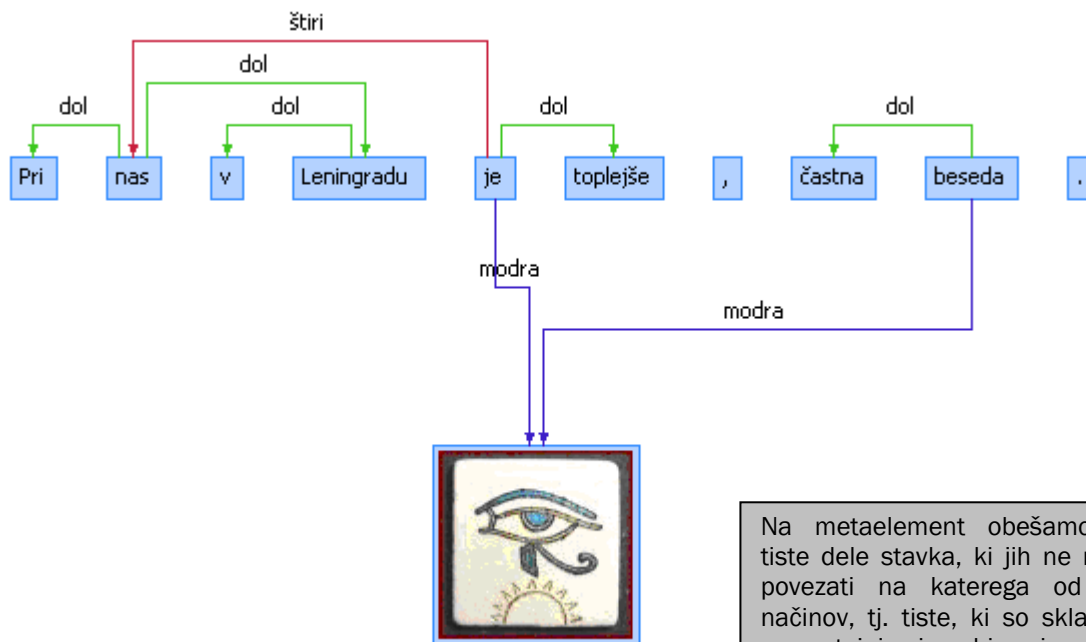 štiri
dol
dol dol dol dol
Pri nas v Leningradu je toplejše , častna beseda .
modra
modra
Na metaelement obešamo
tiste dele stavka, ki jih ne
povezati na katerega od
načinov, tj. tiste, ki so